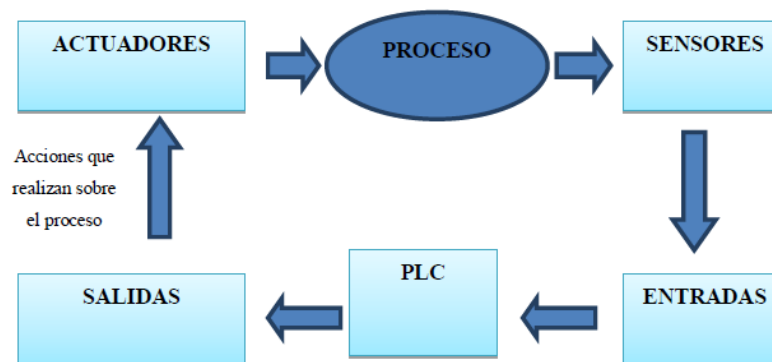 ACTUADORES
PROCESO
SENSORES
Acciones que
realizan sobre
el proceso
SALIDAS
PLC
ENTRADAS